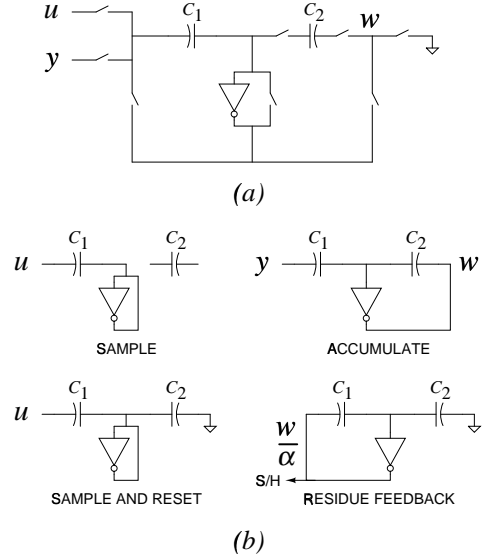 u
y
C1
C2
w
(a)
u
C1
C2
SAMPLE
y
C1
C2
w
ACCUMULATE
u
C1
C2
SAMPLE AND RESET
C1
C2
w
α
S/H
RESIDUE FEEDBACK
(b)